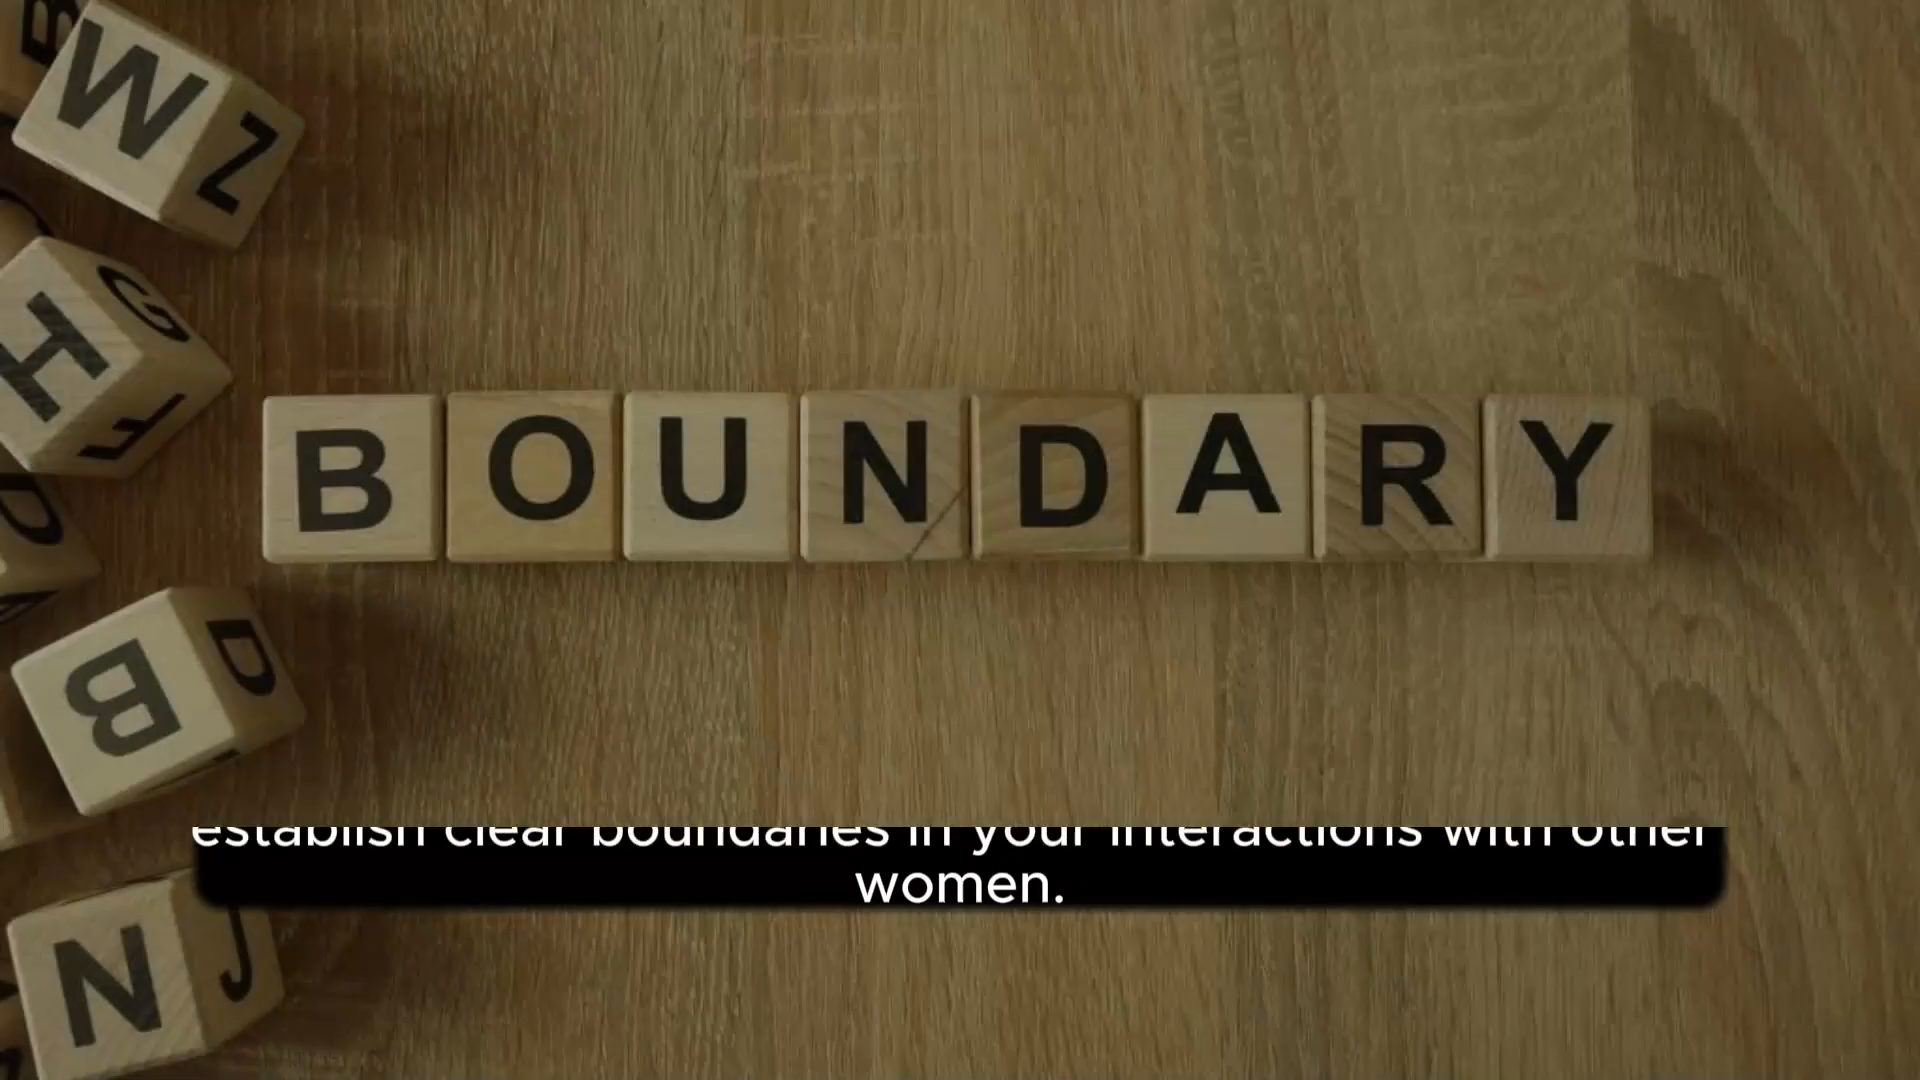 W Z
H G
F
BOUNDARY
B D
establish clear boundaries in your interactions with other
women.
N J